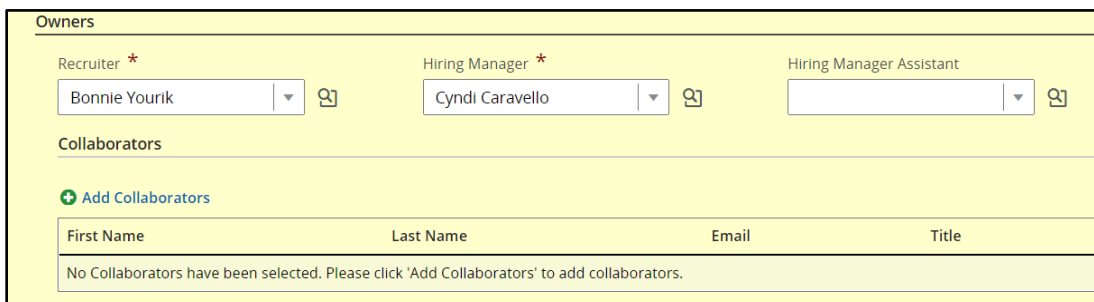 Owners
Recruiter * Hiring Manager * Hiring Manager Assistant
Bonnie Yourik Cyndi Caravello
Collaborators
Add Collaborators
First Name Last Name Email Title
No Collaborators have been selected. Please click 'Add Collaborators' to add collaborators.